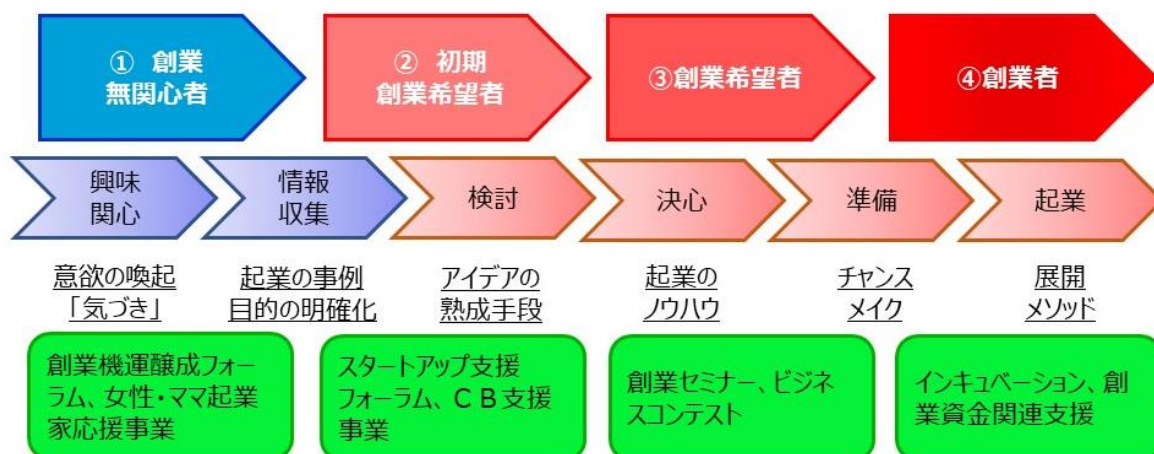 ① 創業
無関心者
② 初期
創業希望者
③創業希望者
④創業者
興味
関心
情報
収集
検討
決心
準備
起業
意欲の喚起
「気づき」
起業の事例
目的の明確化
アイデアの
熟成手段
起業の
ノウハウ
チャンス
メイク
展開
メソッド
創業機運醸成フォー
ラム、女性・ママ起業
家応援事業
スタートアップ支援
フォーラム、ＣＢ支援
事業
創業セミナー、ビジネ
スコンテスト
インキュベーション、創
業資金関連支援